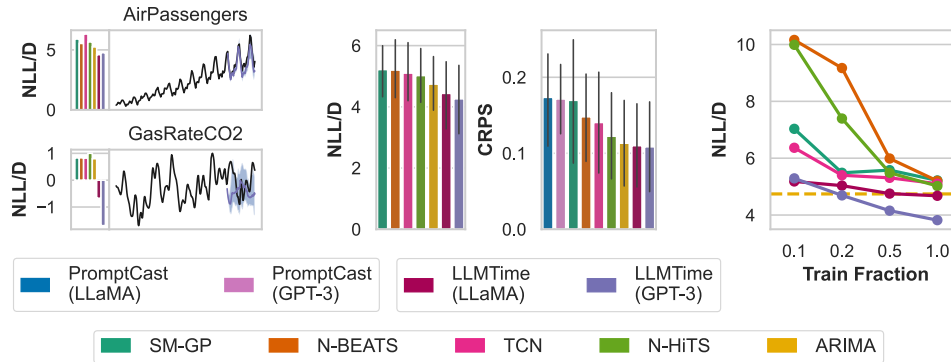 AirPassengers
NLL/D
5
GasRateCO2
NLL/D
1
0
−1
NLL/D
6
4
2
0
CRPS
0.2
0.1
0.0
NLL/D
10
8
6
4
0.1 0.2 0.5 1.0
Train Fraction
PromptCast (LLaMA)
PromptCast (GPT-3)
LLMTime (LLaMA)
LLMTime (GPT-3)
SM-GP N-BEATS TCN N-HiTS ARIMA